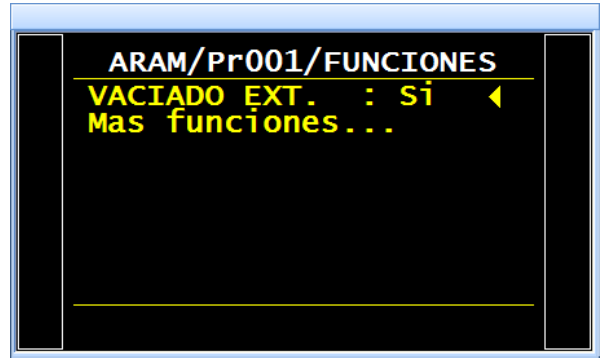 ARAM/Pr001/FUNCIONES
VACIADO EXT. : Si
Mas funciones...